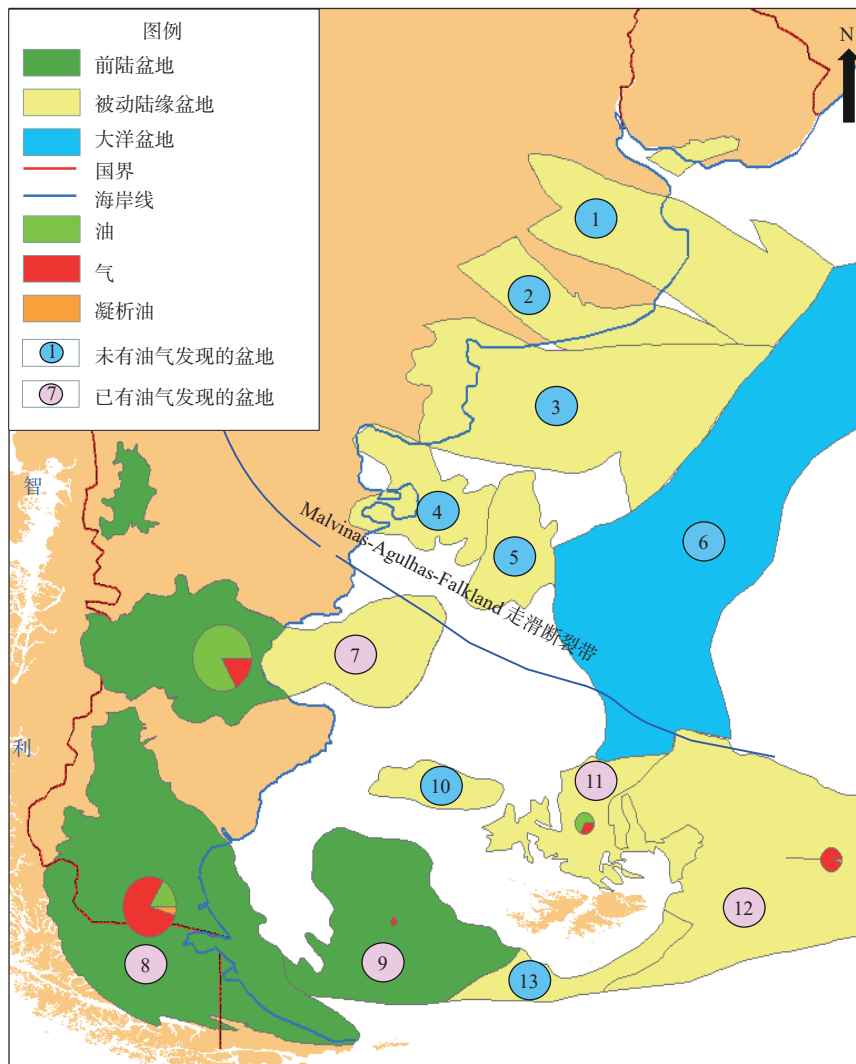 图例
前陆盆地
被动陆缘盆地
大洋盆地
国界
海岸线
油
气
凝析油
1 未有油气发现的盆地
7 已有油气发现的盆地
N
1
2
3
智
4
Malvinas-Agulhas-Falkland 走滑断裂带
5
6
7
利
10
11
12
8
9
13